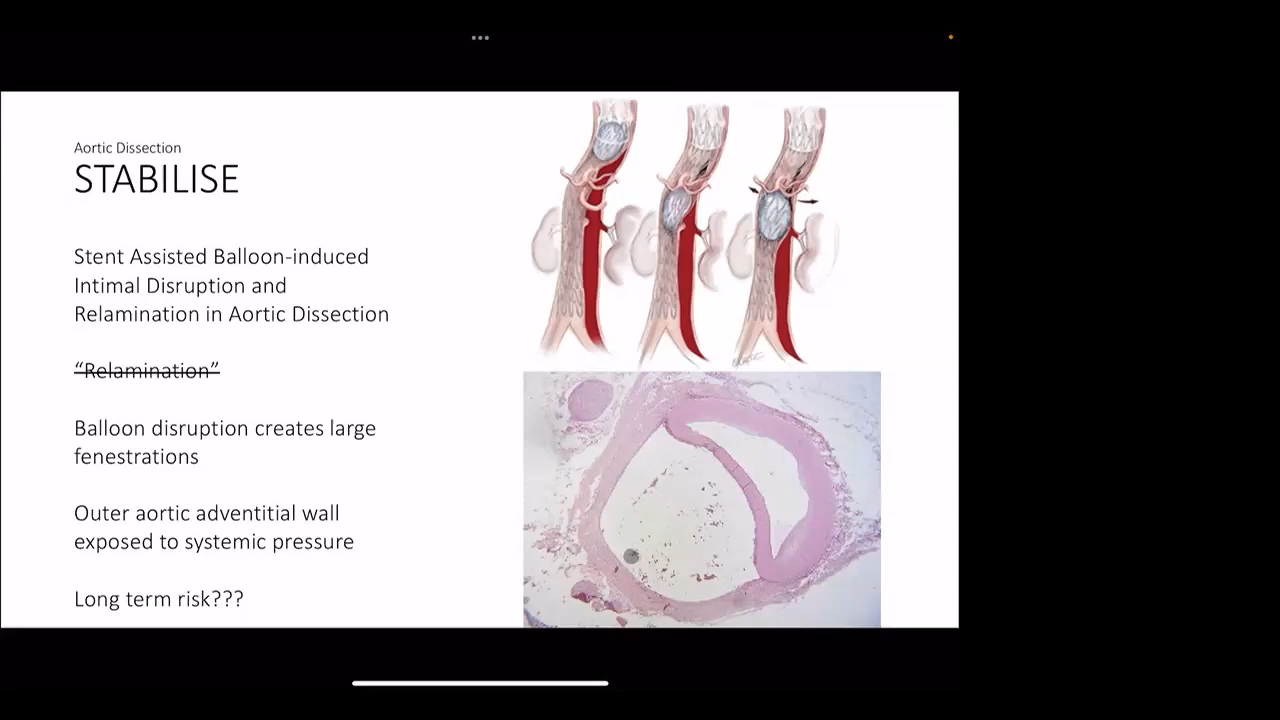 Aortic Dissection
STABILISE
Stent Assisted Balloon-induced
Intimal Disruption and
Relamination in Aortic Dissection
“Relamination”
Balloon disruption creates large
fenestrations
Outer aortic adventitial wall
exposed to systemic pressure
Long term risk???